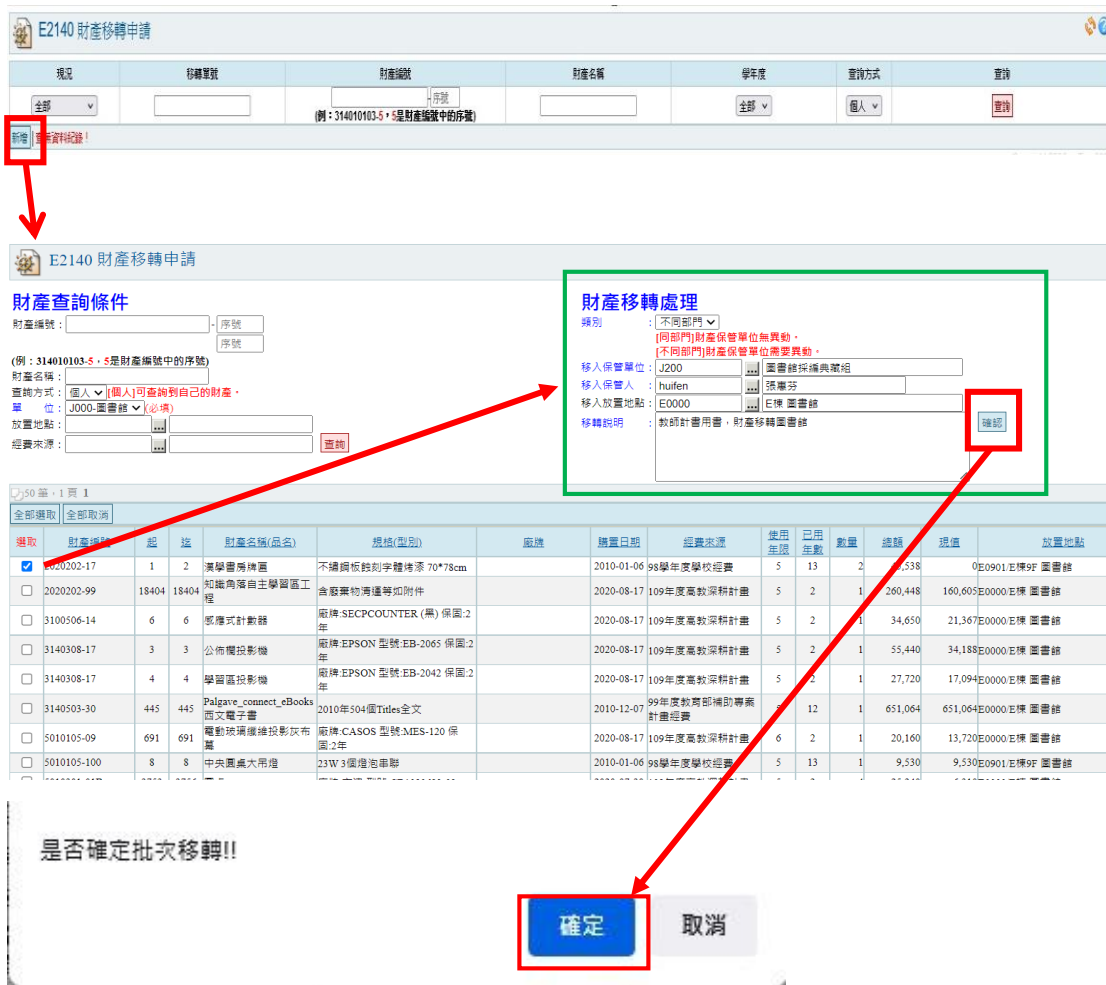 E2140 財產移轉申請
現況 移轉單號 財產編號 財產名稱 學年度 查詢方式 查詢
全部 - 序號 全部 個人 查詢
(例：314010103-5，5是財產編號中的序號)
新增 查無資料紀錄！
E2140 財產移轉申請
財產查詢條件
財產編號： - 序號
序號
(例：314010103-5，5是財產編號中的序號)
財產名稱：
查詢方式： 個人 [個人]可查詢到自己的財產。
單 位： J000-圖書館 (必填)
放置地點： ...
經費來源： ... 查詢
財產移轉處理
類別 ： 不同部門
[同部門]財產保管單位無異動。
[不同部門]財產保管單位需要異動。
移入保管單位： J200 ... 圖書館採編典藏組
移入保管人 ： huifen ... 張惠芬
移入放置地點： E0000 ... E棟 圖書館
移轉說明 ： 教師計畫用書，財產移轉圖書館 確認
50 筆，1 頁 1
全部選取 全部取消
選取 財產編號 起 迄 財產名稱(品名) 規格(型別) 廠牌 購置日期 經費來源 使用年限 已用年數 數量 總額 現值 放置地點
2020202-17 1 2 漢學書房牌匾 不鏽鋼板蝕刻字體烤漆 70*78cm 2010-01-06 98學年度學校經費 5 13 2 ,538 0 E0901/E棟9F 圖書館
2020202-99 18404 18404 知識角落自主學習區工程 含廢棄物清運等如附件 2020-08-17 109年度高教深耕計畫 5 2 1 260,448 160,605 E0000/E棟 圖書館
3100506-14 6 6 感應式計數器 廠牌:SECPCOUNTER (黑) 保固:2年 2020-08-17 109年度高教深耕計畫 5 2 1 34,650 21,367 E0000/E棟 圖書館
3140308-17 3 3 公佈欄投影機 廠牌:EPSON 型號:EB-2065 保固:2年 2020-08-17 109年度高教深耕計畫 5 2 1 55,440 34,188 E0000/E棟 圖書館
3140308-17 4 4 學習區投影機 廠牌:EPSON 型號:EB-2042 保固:2年 2020-08-17 109年度高教深耕計畫 5 2 1 27,720 17,094 E0000/E棟 圖書館
3140503-30 445 445 Palgave_connect_eBooks西文電子書 2010年504個Titles全文 2010-12-07 99年度教育部補助專案計畫經費 12 1 651,064 651,064 E0000/E棟 圖書館
5010105-09 691 691 電動玻璃纖維投影灰布幕 廠牌:CASOS 型號:MES-120 保固:2年 2020-08-17 109年度高教深耕計畫 6 2 1 20,160 13,720 E0000/E棟 圖書館
5010105-100 8 8 中央圓桌大吊燈 23W 3個燈泡串聯 2010-01-06 98學年度學校經費 5 13 1 9,530 9,530 E0901/E棟9F 圖書館
是否確定批次移轉!!
確定 取消